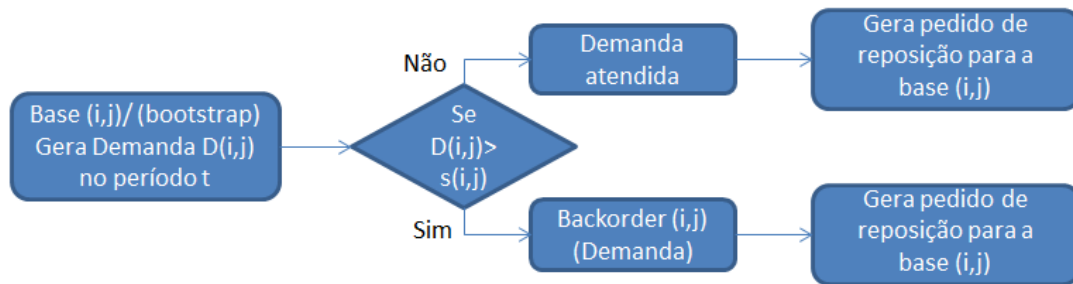 Base (i,j)/ (bootstrap)
Gera Demanda D(i,j)
no período t
Se
D(i,j)>
s(i,j)
Não
Demanda
atendida
Gera pedido de
reposição para a
base (i,j)
Sim
Backorder (i,j)
(Demanda)
Gera pedido de
reposição para a
base (i,j)